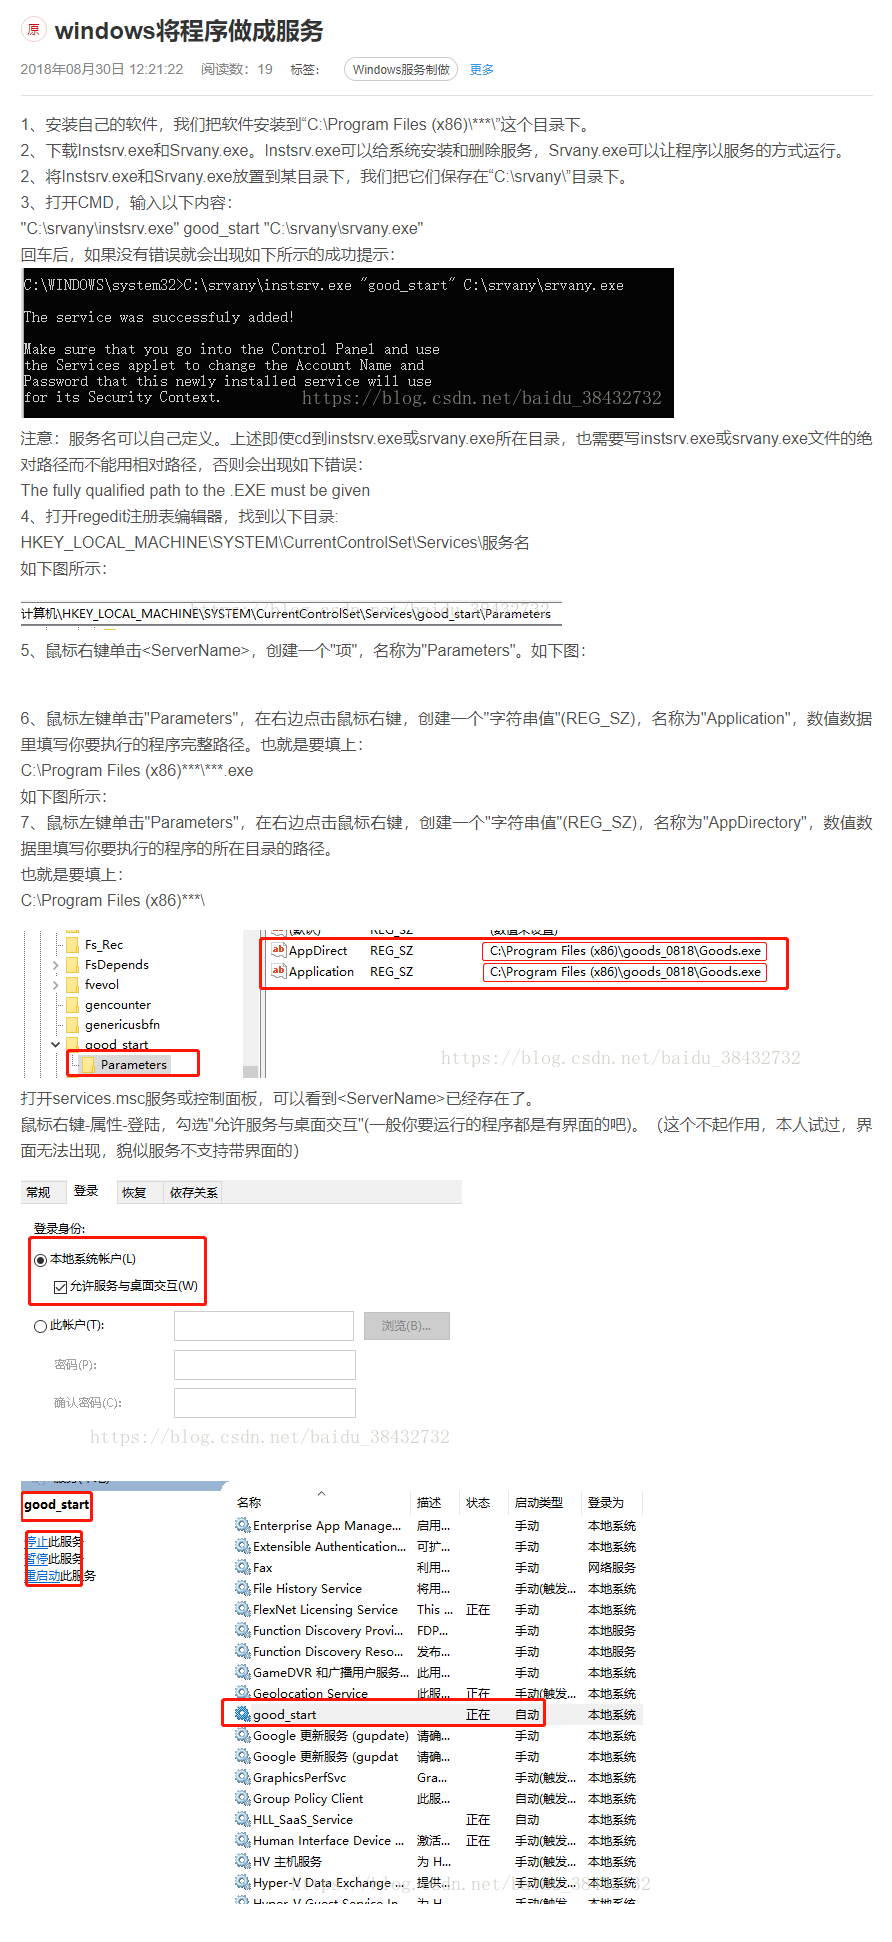 原 windows将程序做成服务
2018年08月30日 12:21:22 阅读数：19 标签： Windows服务制做 更多
1、安装自己的软件，我们把软件安装到“C:\Program Files (x86)\***\”这个目录下。
2、下载Instsrv.exe和Srvany.exe。Instsrv.exe可以给系统安装和删除服务，Srvany.exe可以让程序以服务的方式运行。
2、将Instsrv.exe和Srvany.exe放置到某目录下，我们把它们保存在“C:\srvany\”目录下。
3、打开CMD，输入以下内容：
"C:\srvany\instsrv.exe" good_start "C:\srvany\srvany.exe"
回车后，如果没有错误就会出现如下所示的成功提示：
C:\WINDOWS\system32>C:\srvany\instsrv.exe "good_start" C:\srvany\srvany.exe
The service was successfuly added!
Make sure that you go into the Control Panel and use
the Services applet to change the Account Name and
Password that this newly installed service will use
for its Security Context.
https://blog.csdn.net/baidu_38432732
注意：服务名可以自己定义。上述即使cd到instsrv.exe或srvany.exe所在目录，也需要写instsrv.exe或srvany.exe文件的绝
对路径而不能用相对路径，否则会出现如下错误：
The fully qualified path to the .EXE must be given
4、打开regedit注册表编辑器，找到以下目录:
HKEY_LOCAL_MACHINE\SYSTEM\CurrentControlSet\Services\服务名
如下图所示：
https://blog.csdn.net/baidu_38432732
计算机\HKEY_LOCAL_MACHINE\SYSTEM\CurrentControlSet\Services\good_start\Parameters
5、鼠标右键单击<ServerName>，创建一个"项"，名称为"Parameters"。如下图：
6、鼠标左键单击"Parameters"，在右边点击鼠标右键，创建一个"字符串值"(REG_SZ)，名称为"Application"，数值数据
里填写你要执行的程序完整路径。也就是要填上：
C:\Program Files (x86)***\***.exe
如下图所示：
7、鼠标左键单击"Parameters"，在右边点击鼠标右键，创建一个"字符串值"(REG_SZ)，名称为"AppDirectory"，数值数
据里填写你要执行的程序的所在目录的路径。
也就是要填上：
C:\Program Files (x86)***\
(默认) REG_SZ (数值未设置)
Fs_Rec
AppDirect REG_SZ C:\Program Files (x86)\goods_0818\Goods.exe
FsDepends
Application REG_SZ C:\Program Files (x86)\goods_0818\Goods.exe
fvevol
gencounter
genericusbfn
good_start
Parameters
https://blog.csdn.net/baidu_38432732
打开services.msc服务或控制面板，可以看到<ServerName>已经存在了。
鼠标右键-属性-登陆，勾选"允许服务与桌面交互"(一般你要运行的程序都是有界面的吧)。（这个不起作用，本人试过，界
面无法出现，貌似服务不支持带界面的）
常规 登录 恢复 依存关系
登录身份:
本地系统帐户(L)
允许服务与桌面交互(W)
此帐户(T): 浏览(B)...
密码(P):
确认密码(C):
https://blog.csdn.net/baidu_38432732
good_start
停止此服务
暂停此服务
重启动此服务
名称 描述 状态 启动类型 登录为
Enterprise App Manage... 启用... 手动 本地系统
Extensible Authentication... 可扩... 手动 本地系统
Fax 利用... 手动 网络服务
File History Service 将用... 手动(触发... 本地系统
FlexNet Licensing Service This ... 正在 手动 本地系统
Function Discovery Provi... FDP... 手动 本地服务
Function Discovery Reso... 发布... 手动 本地服务
GameDVR 和广播用户服务... 此用... 手动 本地系统
Geolocation Service 此服... 正在 手动(触发... 本地系统
good_start 正在 自动 本地系统
Google 更新服务 (gupdate) 请确... 手动 本地系统
Google 更新服务 (gupdat 请确... 手动 本地系统
GraphicsPerfSvc Gra... 手动(触发... 本地系统
Group Policy Client 此服... 自动(触发... 本地系统
HLL_SaaS_Service 正在 自动 本地系统
Human Interface Device ... 激活... 正在 手动(触发... 本地系统
HV 主机服务 为 H... 手动(触发... 本地系统
Hyper-V Data Exchange ... 提供... 手动(触发... 本地系统
https://blog.csdn.net/baidu_38432732
Hyper-V Guest Service In... 为 H... 手动(触发... 本地系统